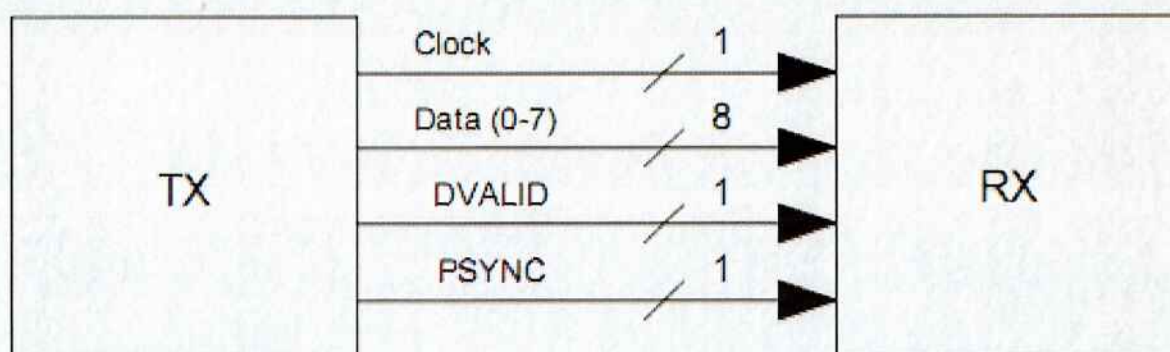 Clock 1
Data (0-7) 8
TX
DVALID 1
RX
PSYNC 1